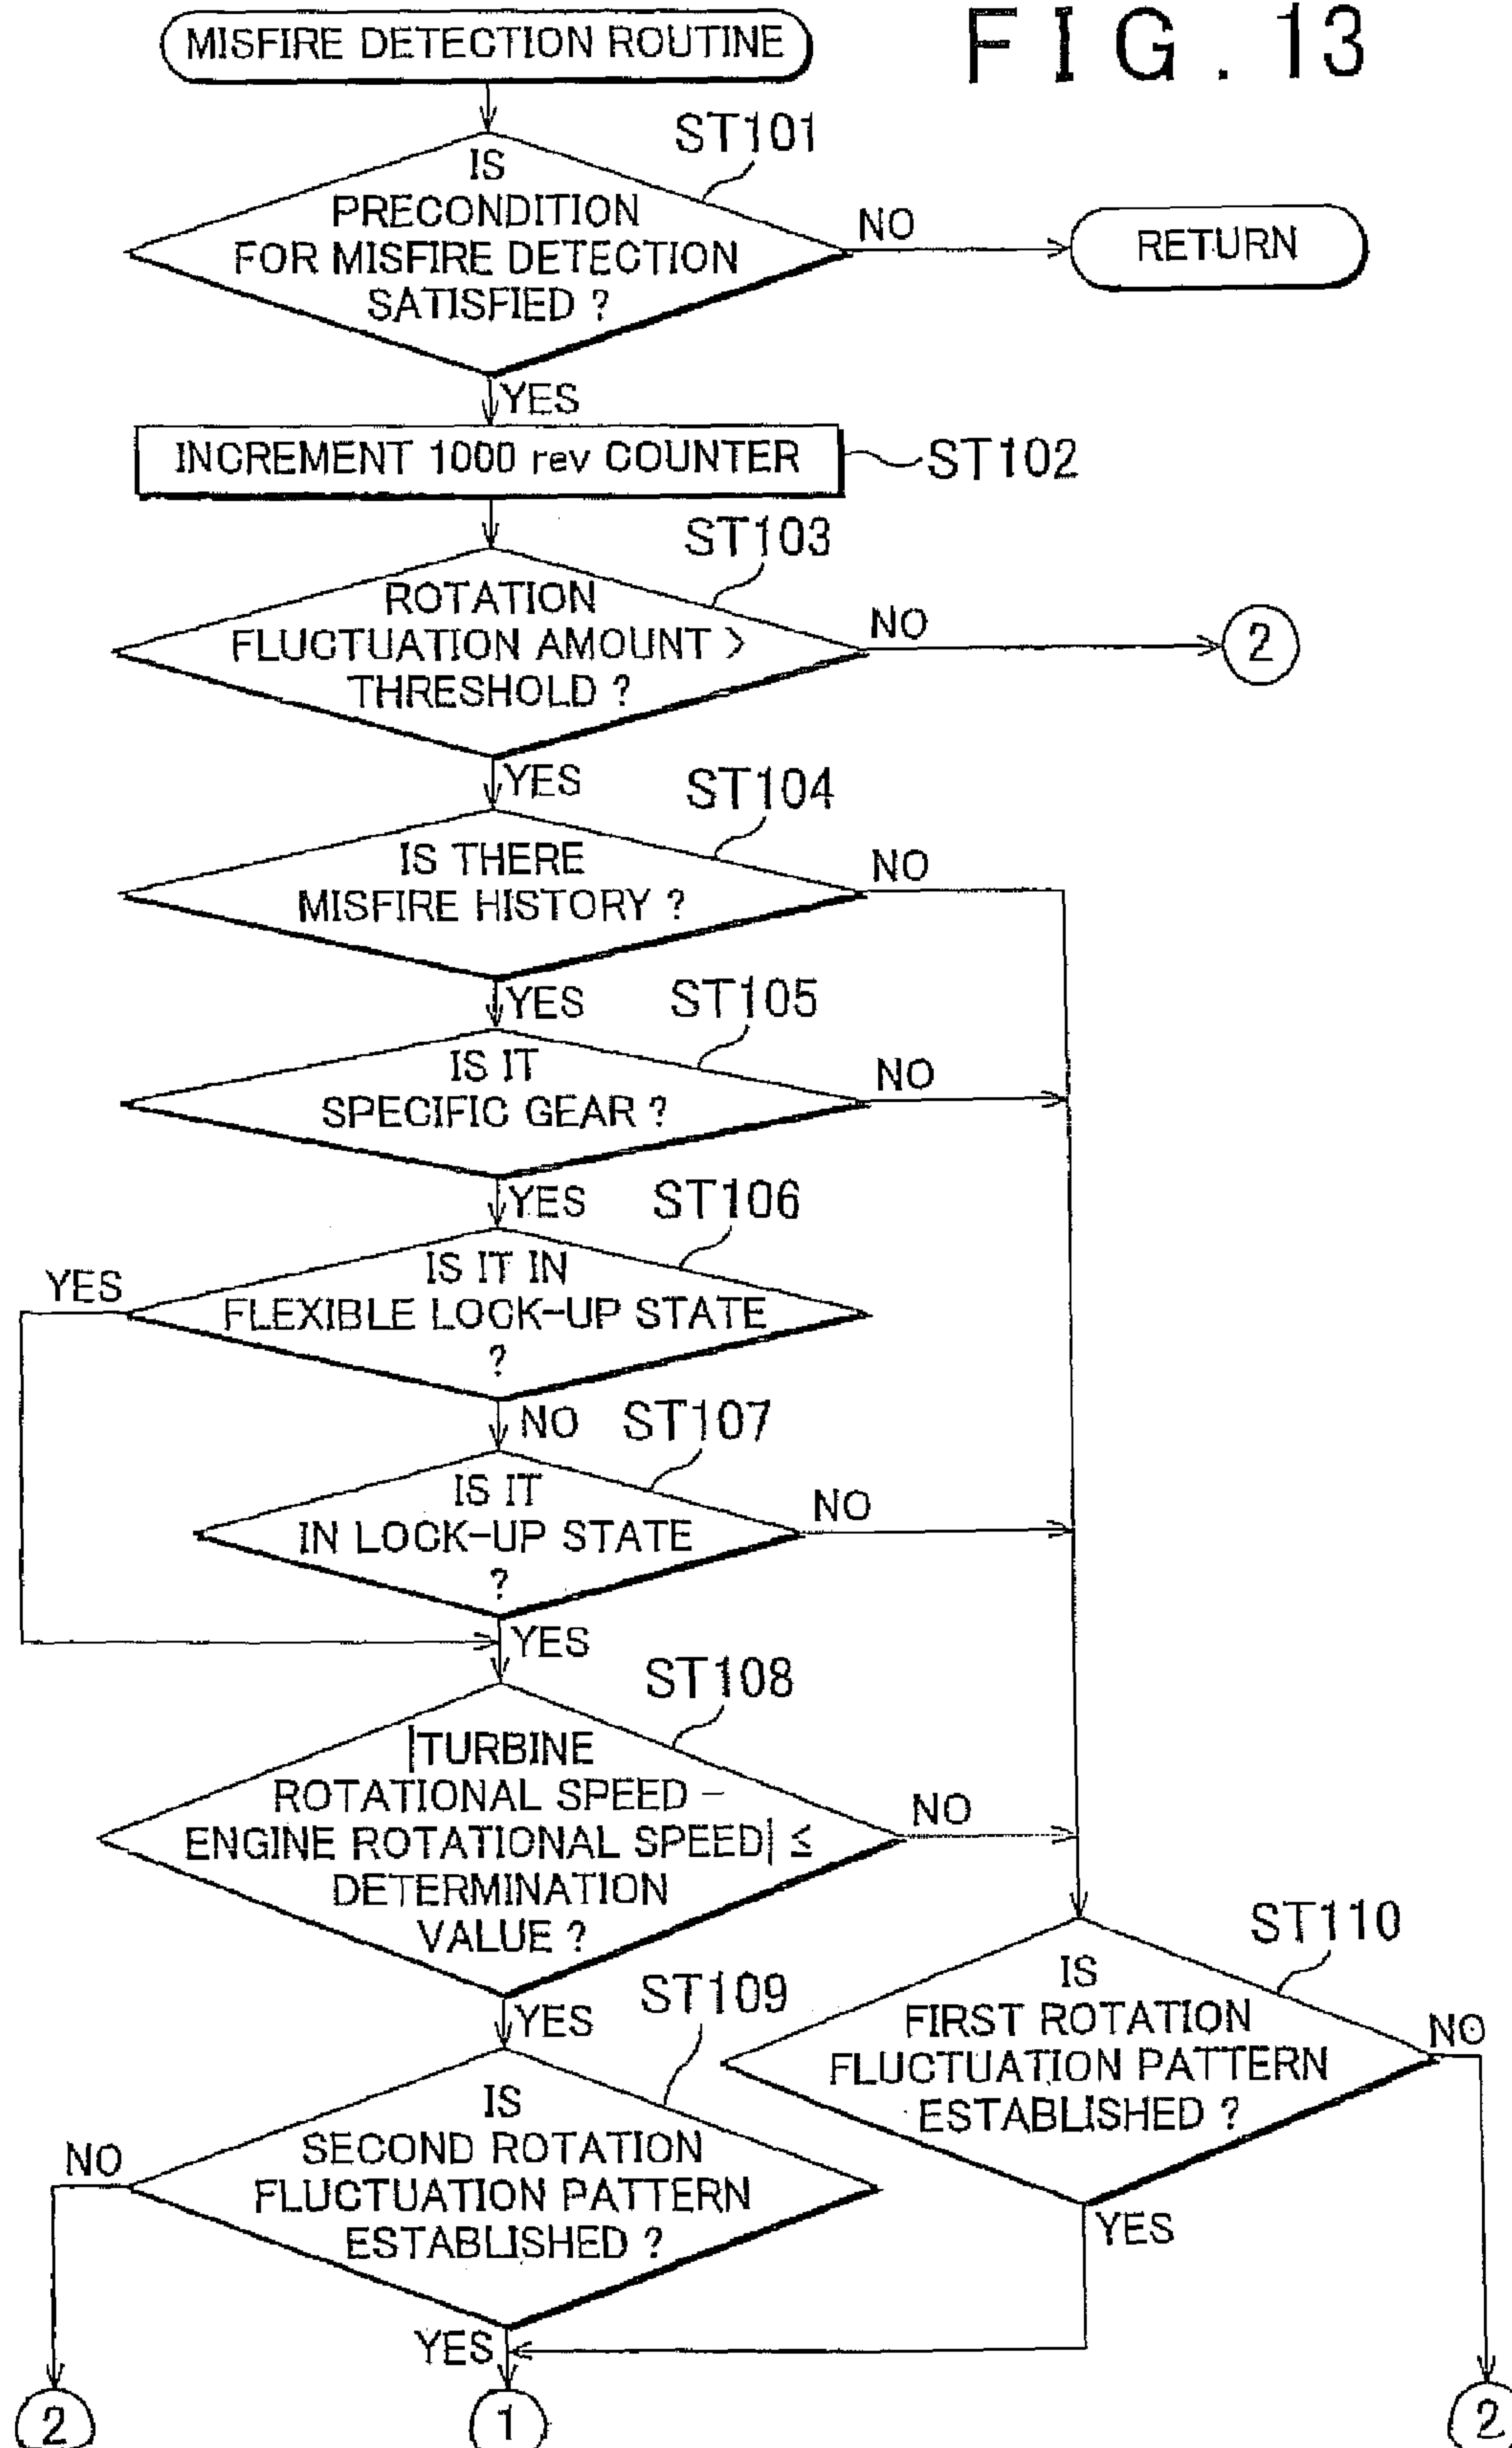 MISFIRE DETECTION ROUTINE
FIG. 13
ST101
IS
PRECONDITION
FOR MISFIRE DETECTION
SATISFIED ?
NO
RETURN
YES
INCREMENT 1000 rev COUNTER
ST102
ST103
ROTATION
FLUCTUATION AMOUNT >
THRESHOLD ?
NO
2
YES
ST104
IS THERE
MISFIRE HISTORY ?
NO
YES
ST105
IS IT
SPECIFIC GEAR ?
NO
YES
ST106
IS IT IN
FLEXIBLE LOCK-UP STATE
?
YES
NO
ST107
IS IT
IN LOCK-UP STATE
?
NO
YES
ST108
|TURBINE
ROTATIONAL SPEED –
ENGINE ROTATIONAL SPEED| ≤
DETERMINATION
VALUE ?
NO
YES
ST109
IS
SECOND ROTATION
FLUCTUATION PATTERN
ESTABLISHED ?
NO
YES
ST110
IS
FIRST ROTATION
FLUCTUATION PATTERN
ESTABLISHED ?
NO
YES
2
1
2